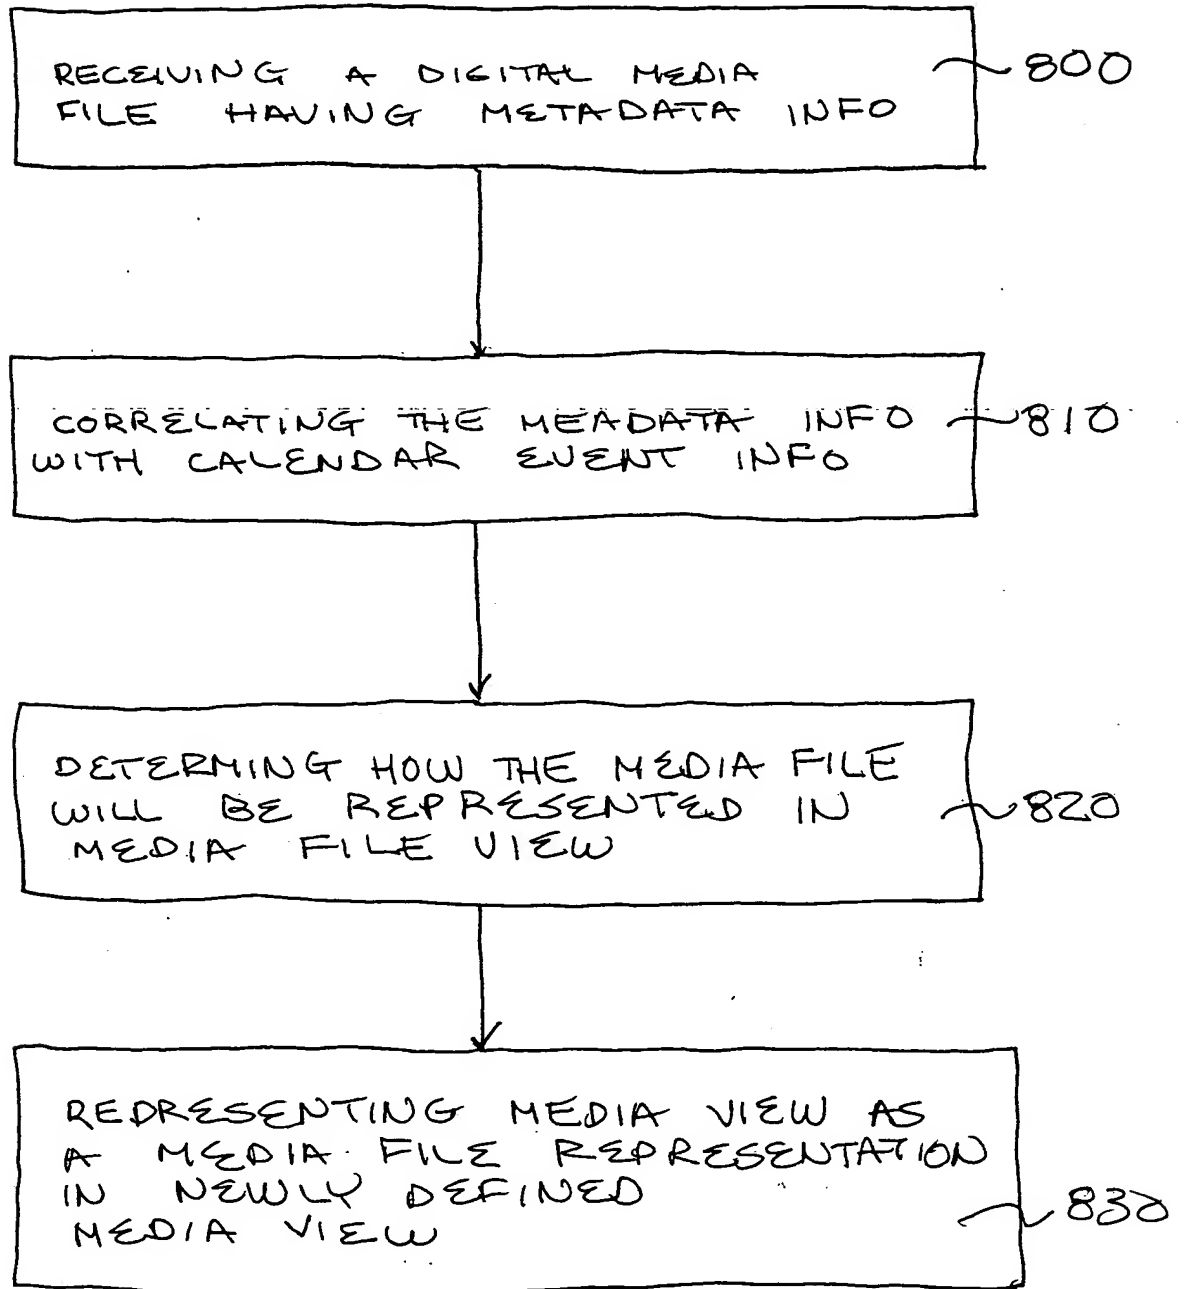 RECEIVING A DIGITAL MEDIA
FILE HAVING METADATA INFO
800
CORRELATING THE MEADATA INFO
WITH CALENDAR EVENT INFO
810
DETERMING HOW THE MEDIA FILE
WILL BE REPRESENTED IN
MEDIA FILE VIEW
820
REPRESENTING MEDIA VIEW AS
A MEDIA FILE REPRESENTATION
IN NEWLY DEFINED
MEDIA VIEW
830